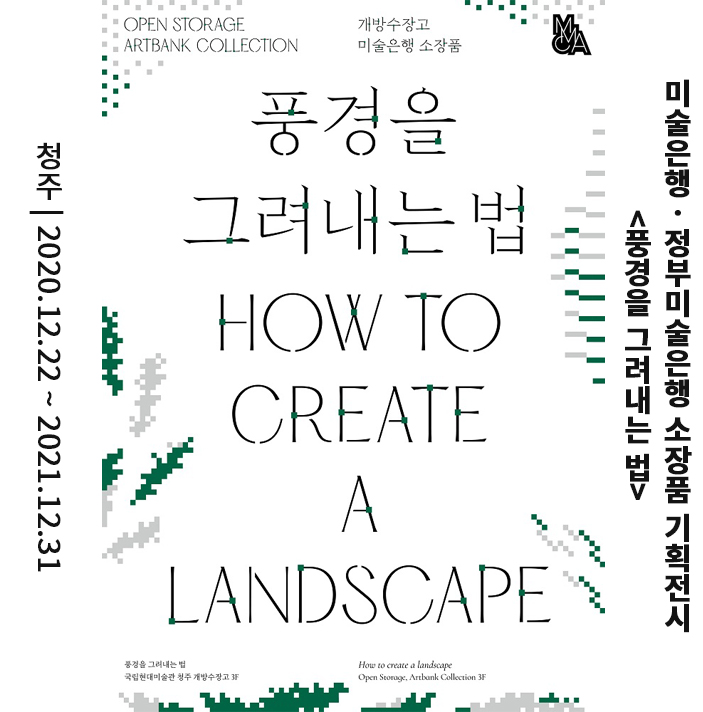 OPEN STORAGE
ARTBANK COLLECTION
개방수장고
미술은행 소장품
MMCA
풍경을
그려내는 법
HOW TO
CREATE
A
LANDSCAPE
풍경을 그려내는 법
국립현대미술관 청주 개방수장고 3F
How to create a landscape
Open Storage, Artbank Collection 3F
미술은행 · 정부미술은행 소장품 기획전시
<풍경을 그려내는 법>
청주 | 2020.12.22 ~ 2021.12.31